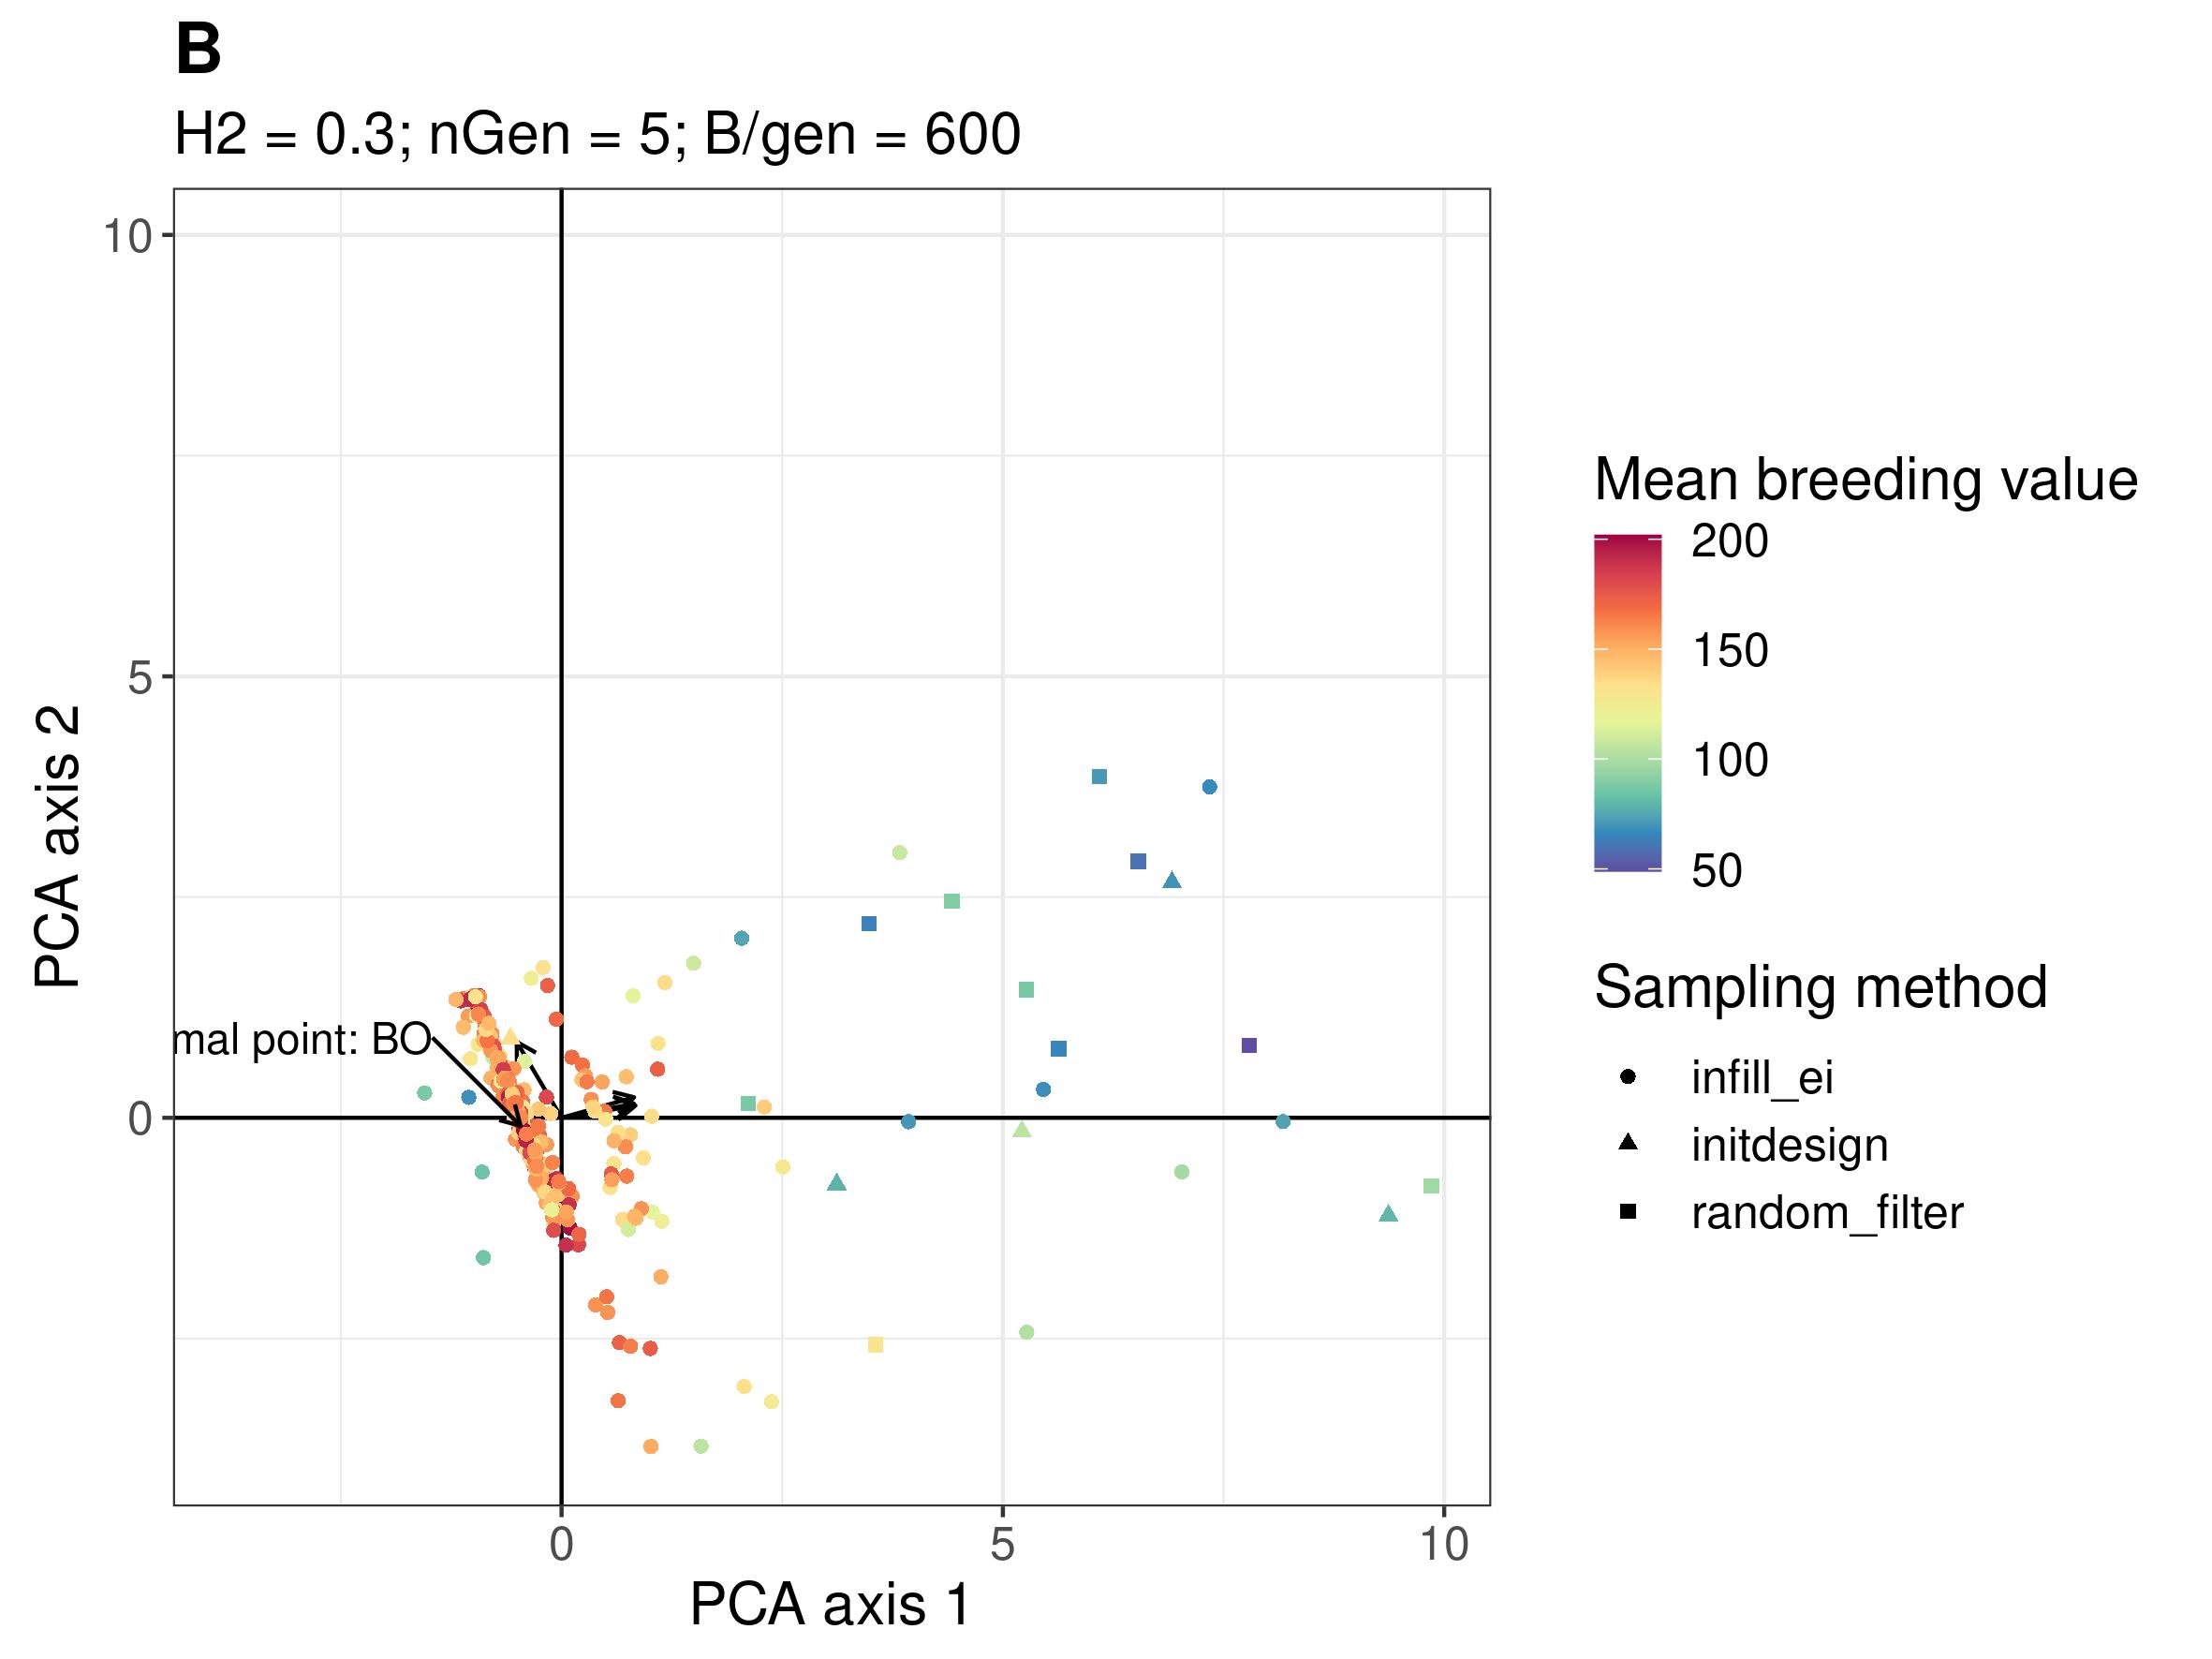 B
H2 = 0.3; nGen = 5; B/gen = 600
10
5
0
PCA axis 2
mal point: BO
0
5
10
PCA axis 1
Mean breeding value
200
150
100
50
Sampling method
infill_ei
initdesign
random_filter